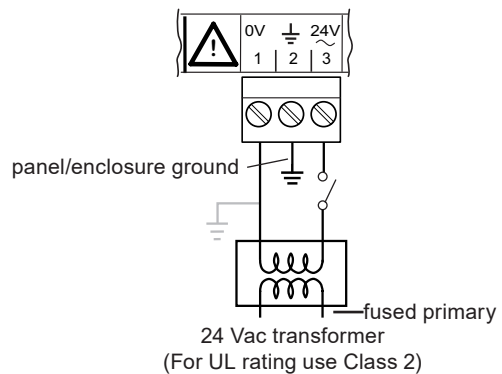 0V ⏚ 24V
~
1 | 2 | 3
panel/enclosure ground
fused primary
24 Vac transformer
(For UL rating use Class 2)